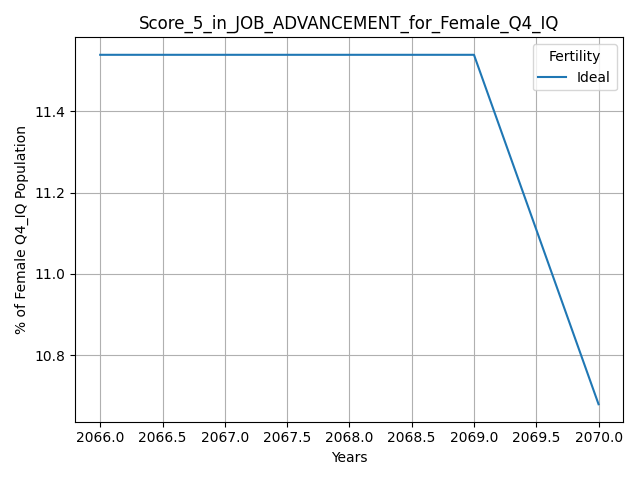 Score_5_in_JOB_ADVANCEMENT_for_Female_Q4_IQ
Fertility
Ideal
% of Female Q4_IQ Population
11.4
11.2
11.0
10.8
2066.0 2066.5 2067.0 2067.5 2068.0 2068.5 2069.0 2069.5 2070.0
Years